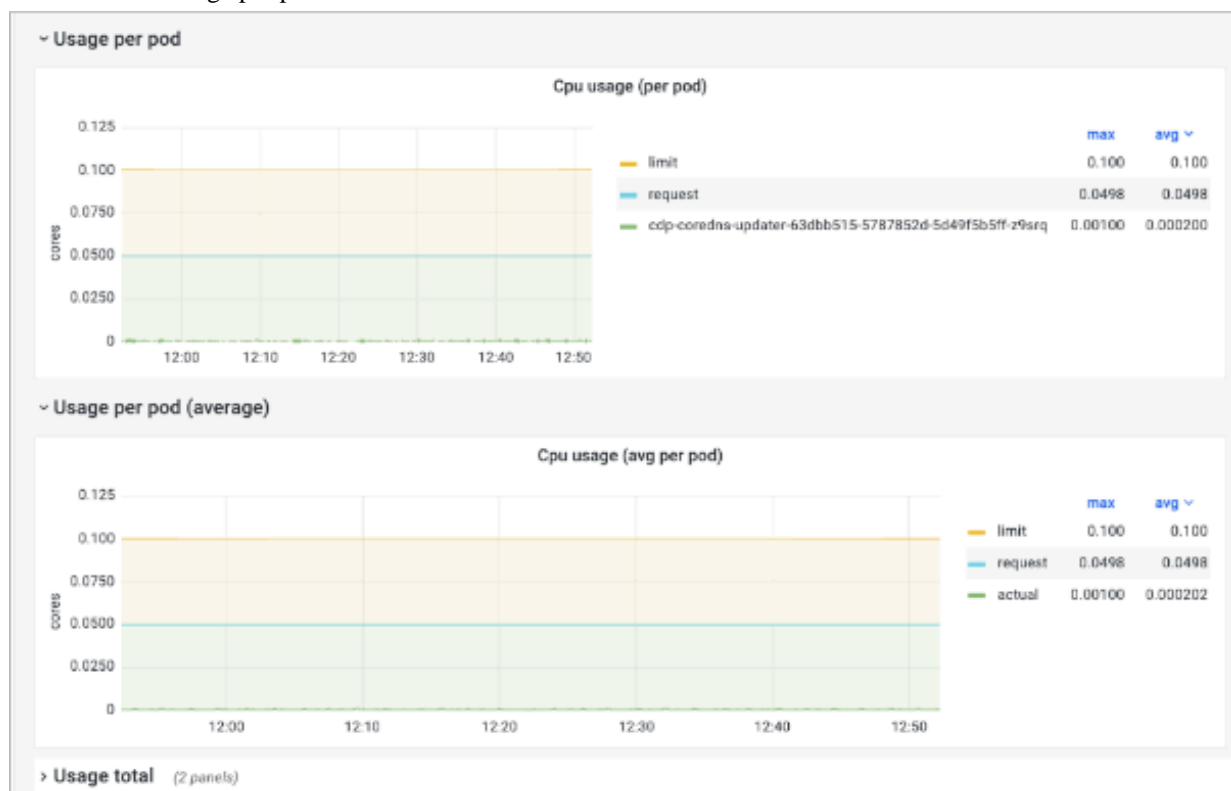 Usage per pod
Cpu usage (per pod)
0.125
0.100
0.0750
0.0500
0.0250
0
cores
12:00 12:10 12:20 12:30 12:40 12:50
max avg
limit 0.100 0.100
request 0.0498 0.0498
cdp-coredns-updater-63dbb515-5787852d-5d49f5b5ff-z9srq 0.00100 0.000200
Usage per pod (average)
Cpu usage (avg per pod)
0.125
0.100
0.0750
0.0500
0.0250
0
cores
12:00 12:10 12:20 12:30 12:40 12:50
max avg
limit 0.100 0.100
request 0.0498 0.0498
actual 0.00100 0.000202
Usage total (2 panels)